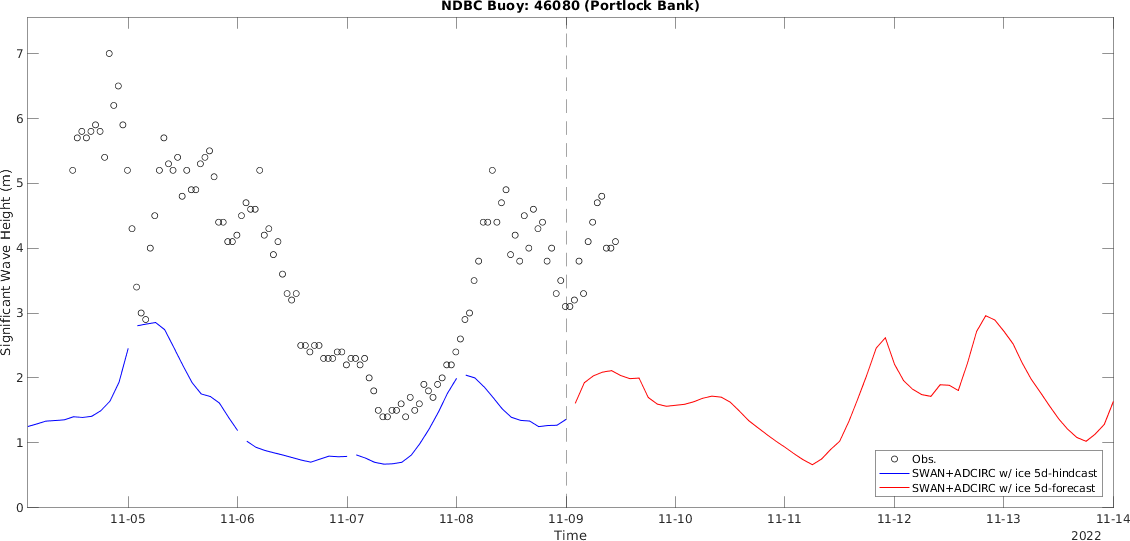 NDBC Buoy: 46080 (Portlock Bank)
Significant Wave Height (m)
7
6
5
4
3
2
1
0
Obs.
SWAN+ADCIRC w/ ice 5d-hindcast
SWAN+ADCIRC w/ ice 5d-forecast
11-05 11-06 11-07 11-08 11-09 11-10 11-11 11-12 11-13 11-14
Time
2022